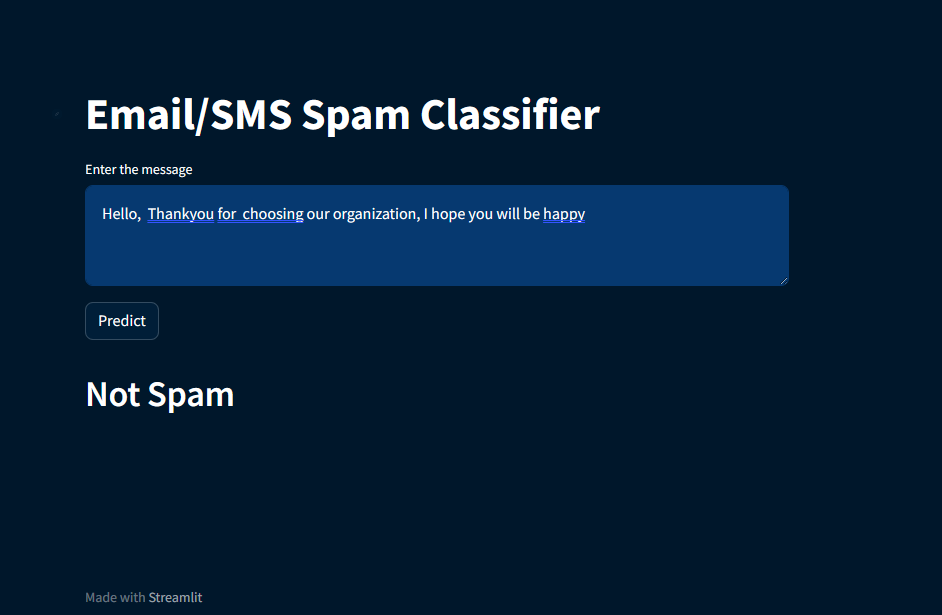 Email/SMS Spam Classifier
Enter the message
Hello,  Thankyou for  choosing our organization, I hope you will be happy
Predict
Not Spam
Made with Streamlit